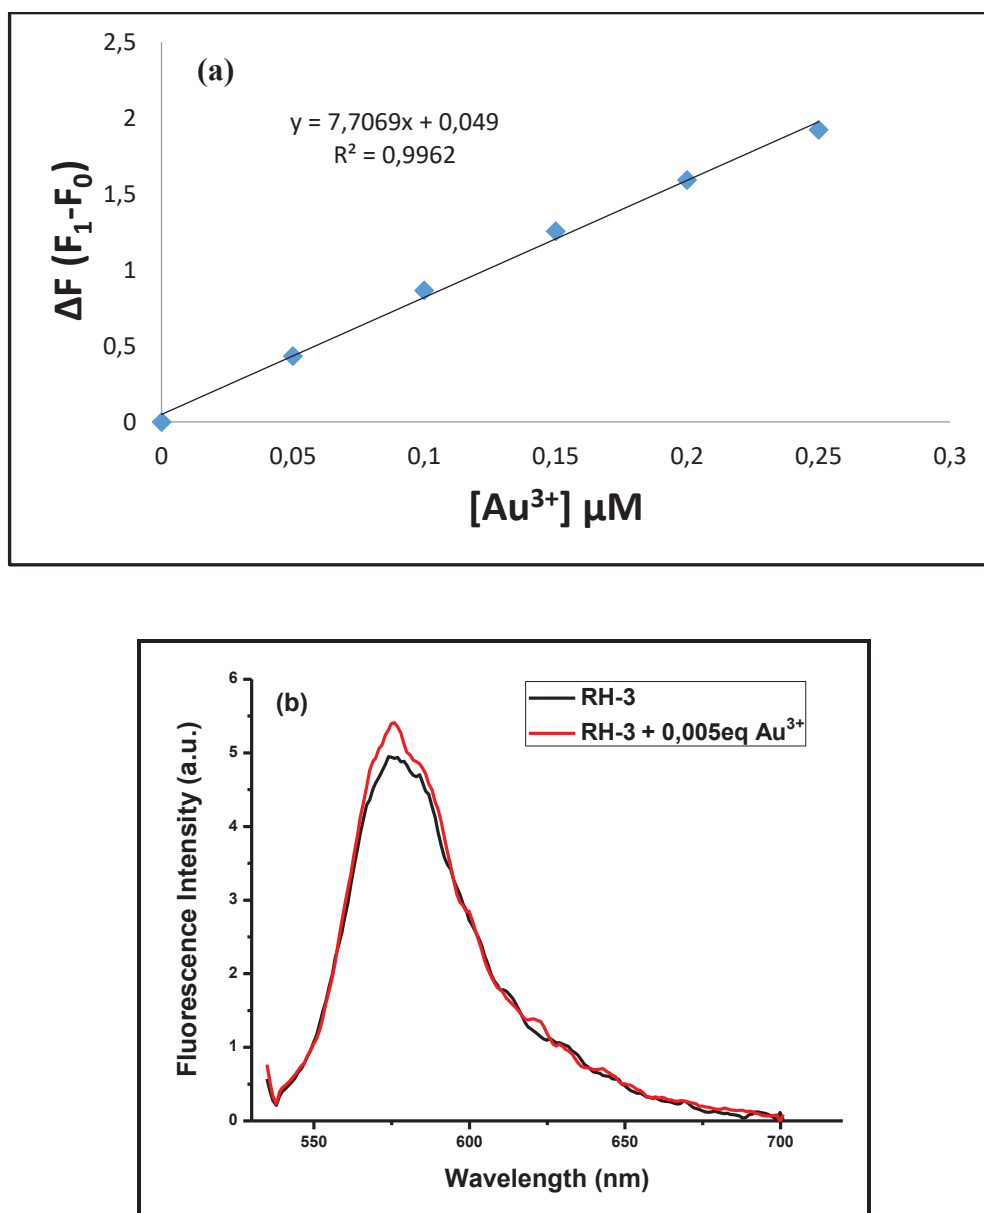 2,5
(a)
y = 7,7069x + 0,049
R² = 0,9962
2
1,5
1
0,5
0
ΔF (F₁-F₀)
0 0,05 0,1 0,15 0,2 0,25 0,3
[Au³⁺] µM
6
(b)
RH-3
RH-3 + 0,005eq Au³⁺
5
4
3
2
1
0
Fluorescence Intensity (a.u.)
550 600 650 700
Wavelength (nm)